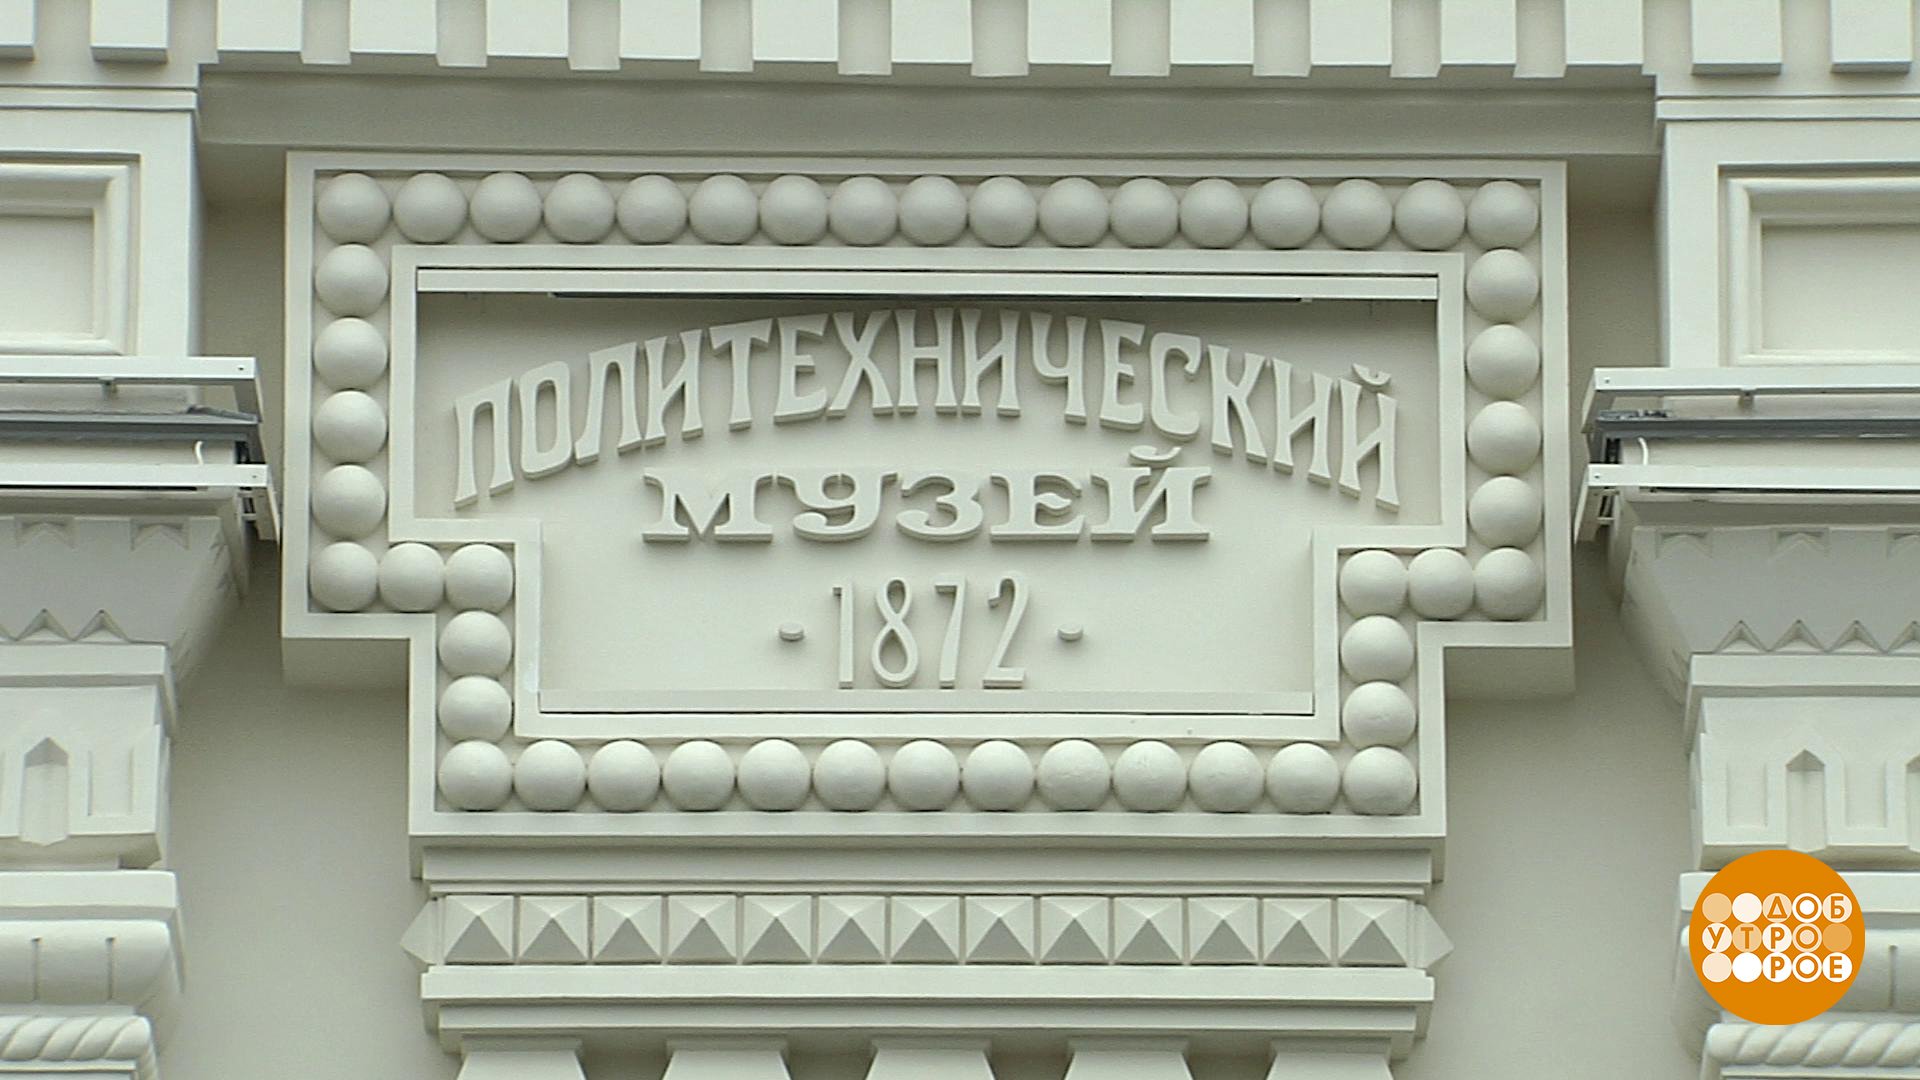 ПОЛИТЕХНИЧЕСКИЙ
МУЗЕЙ
· 1872 ·
ДОБ
УТРО
РОЕ